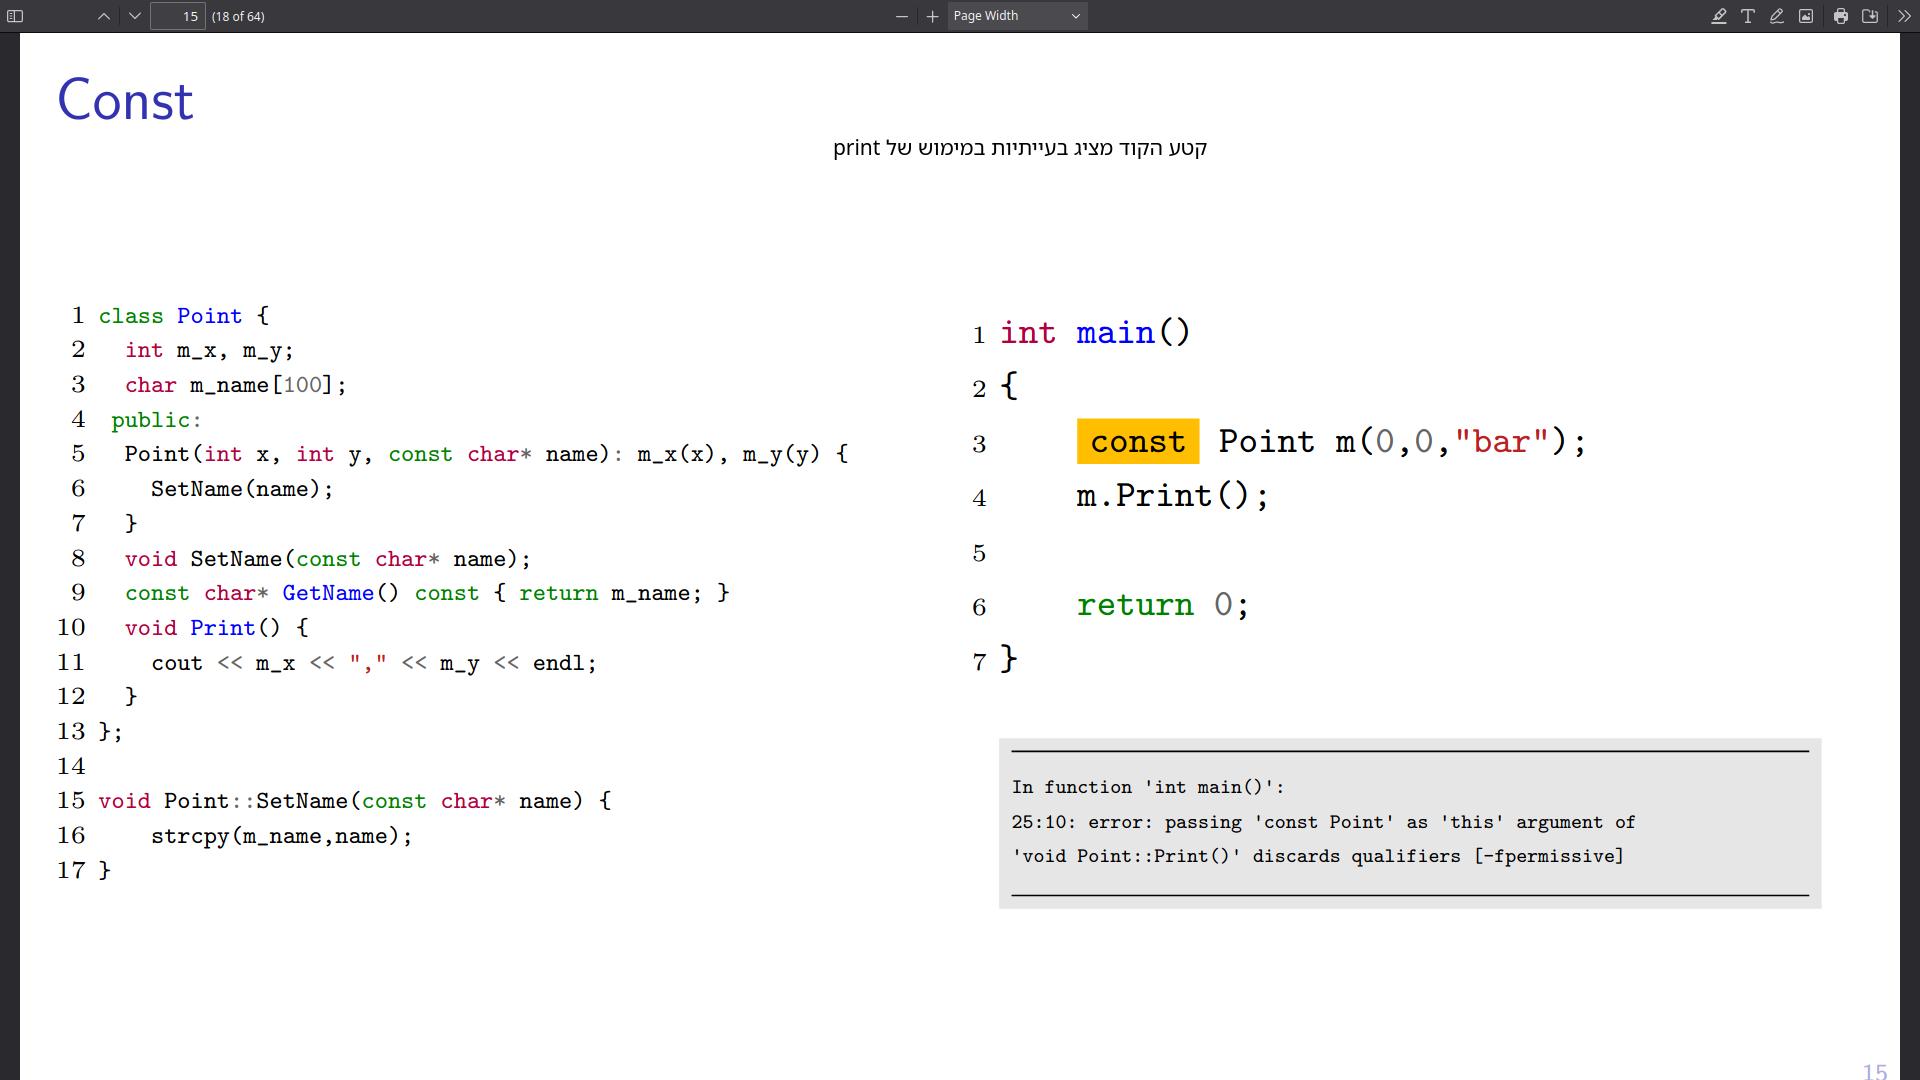 15 (18 of 64) Page Width
Const
קטע הקוד מציג בעייתיות במימוש של print
1 class Point {
2 int m_x, m_y;
3 char m_name[100];
4 public:
5 Point(int x, int y, const char* name): m_x(x), m_y(y) {
6 SetName(name);
7 }
8 void SetName(const char* name);
9 const char* GetName() const { return m_name; }
10 void Print() {
11 cout << m_x << "," << m_y << endl;
12 }
13 };
14
15 void Point::SetName(const char* name) {
16 strcpy(m_name,name);
17 }
1 int main()
2 {
3 const Point m(0,0,"bar");
4 m.Print();
5
6 return 0;
7 }
In function 'int main()':
25:10: error: passing 'const Point' as 'this' argument of
'void Point::Print()' discards qualifiers [-fpermissive]
15